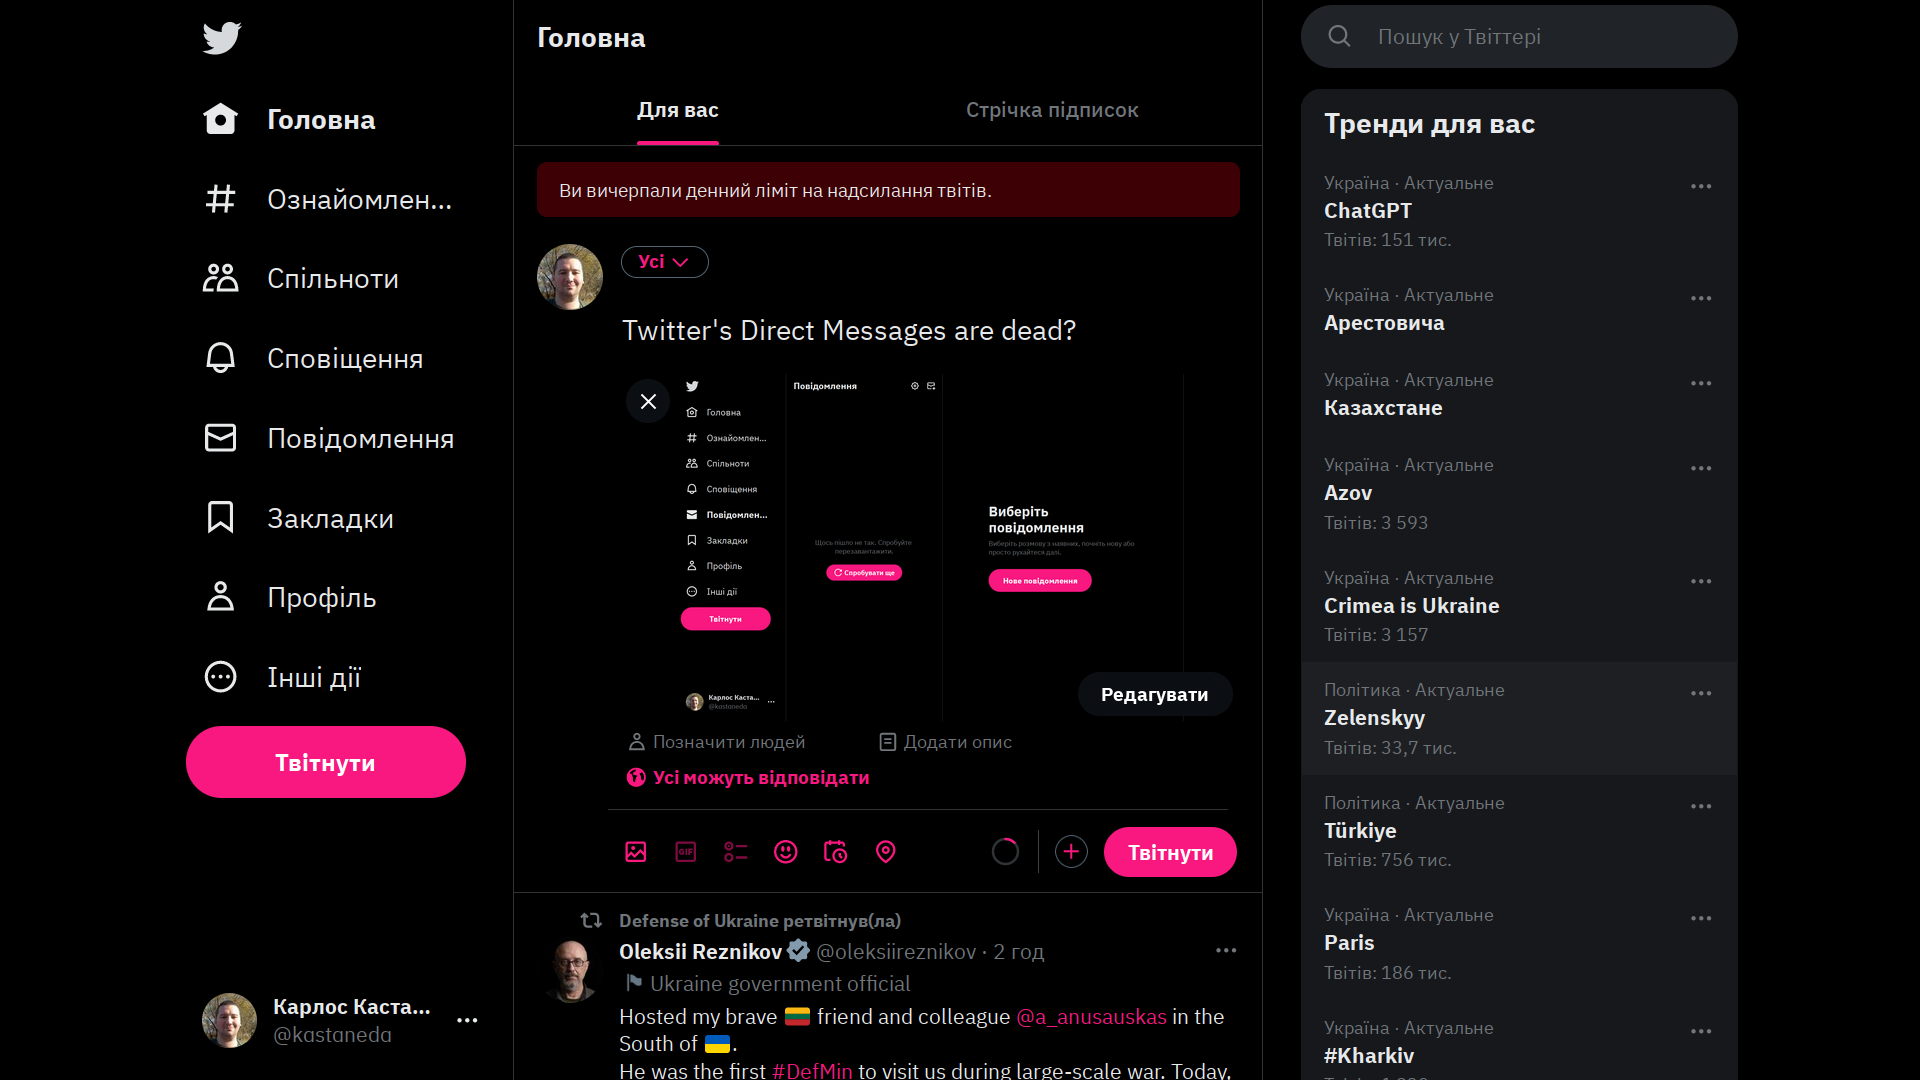 Головна
Ознайомлен...
Спільноти
Сповіщення
Повідомлення
Закладки
Профіль
Інші дії
Твітнути
Карлос Каста...
@kastaneda
Головна
Для вас
Стрічка підписок
Ви вичерпали денний ліміт на надсилання твітів.
Усі
Twitter's Direct Messages are dead?
Головна
Ознайомлен...
Спільноти
Сповіщення
Повідомлен...
Закладки
Профіль
Інші дії
Твітнути
Карлос Каста...
@kastaneda
Повідомлення
Щось пішло не так. Спробуйте
перезавантажити.
Спробувати ще
Виберіть
повідомлення
Виберіть розмову з наявних, почніть нову або
просто рухайтеся далі.
Нове повідомлення
Редагувати
Позначити людей
Додати опис
Усі можуть відповідати
GIF
Твітнути
Defense of Ukraine ретвітнув(ла)
Oleksii Reznikov @oleksiireznikov · 2 год
Ukraine government official
Hosted my brave 🇱🇹 friend and colleague @a_anusauskas in the
South of 🇺🇦.
He was the first #DefMin to visit us during large-scale war. Today,
Пошук у Твіттері
Тренди для вас
Україна · Актуальне
ChatGPT
Твітів: 151 тис.
Україна · Актуальне
Арестовича
Україна · Актуальне
Казахстане
Україна · Актуальне
Azov
Твітів: 3 593
Україна · Актуальне
Crimea is Ukraine
Твітів: 3 157
Політика · Актуальне
Zelenskyy
Твітів: 33,7 тис.
Політика · Актуальне
Türkiye
Твітів: 756 тис.
Україна · Актуальне
Paris
Твітів: 186 тис.
Україна · Актуальне
#Kharkiv